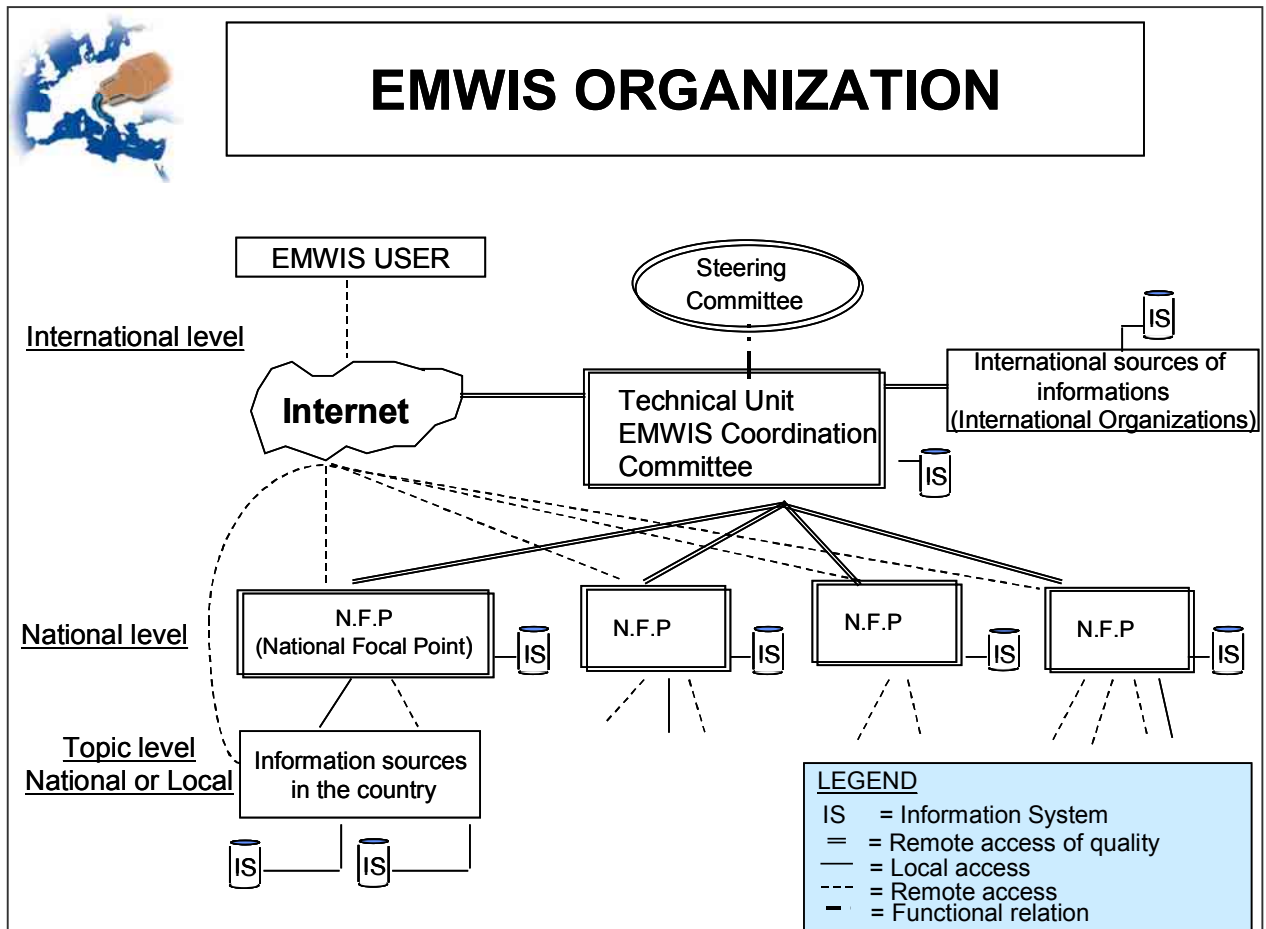 EMWIS ORGANIZATION
EMWIS USER
Steering
Committee
International level
IS
International sources of
informations
(International Organizations)
Internet
Technical Unit
EMWIS Coordination
Committee
IS
National level
N.F.P
(National Focal Point)
IS
N.F.P
IS
N.F.P
IS
N.F.P
IS
Topic level
National or Local
Information sources
in the country
IS
IS
LEGEND
IS = Information System
= Remote access of quality
= Local access
= Remote access
= Functional relation